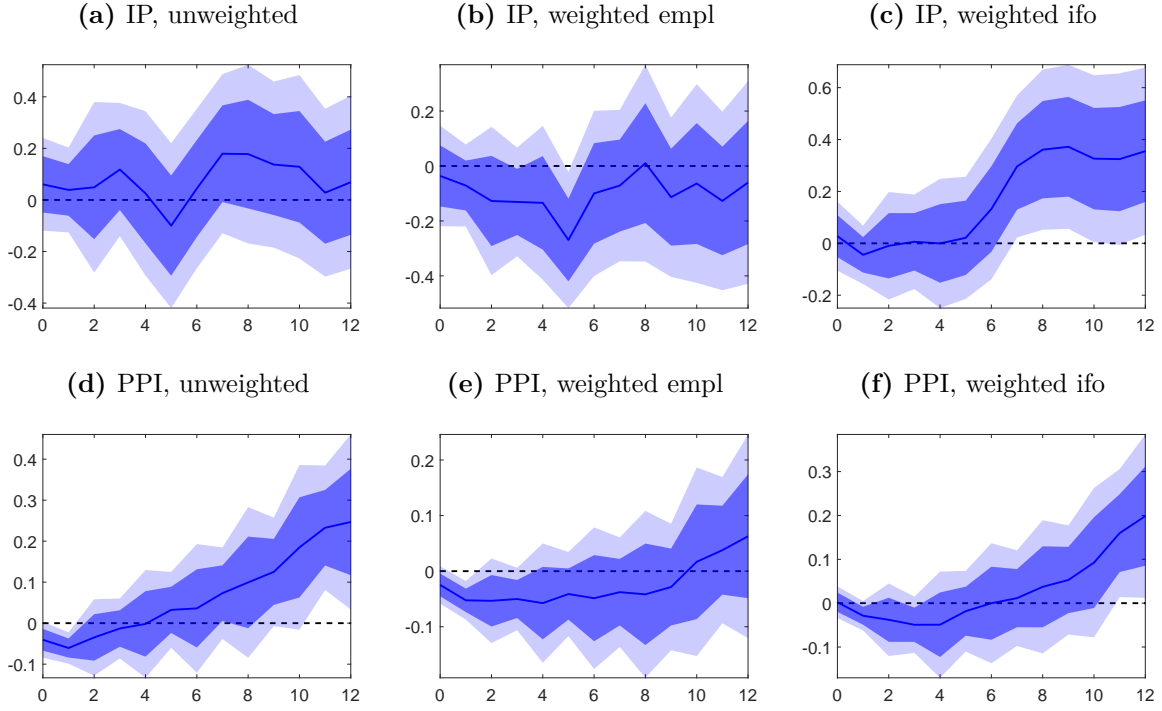 (a) IP, unweighted
(b) IP, weighted empl
(c) IP, weighted ifo
0.4
0.2
0
-0.2
-0.4
0 2 4 6 8 10 12
0.2
0
-0.2
-0.4
0 2 4 6 8 10 12
0.6
0.4
0.2
0
-0.2
0 2 4 6 8 10 12
(d) PPI, unweighted
(e) PPI, weighted empl
(f) PPI, weighted ifo
0.4
0.3
0.2
0.1
0
-0.1
0 2 4 6 8 10 12
0.2
0.1
0
-0.1
0 2 4 6 8 10 12
0.3
0.2
0.1
0
-0.1
0 2 4 6 8 10 12